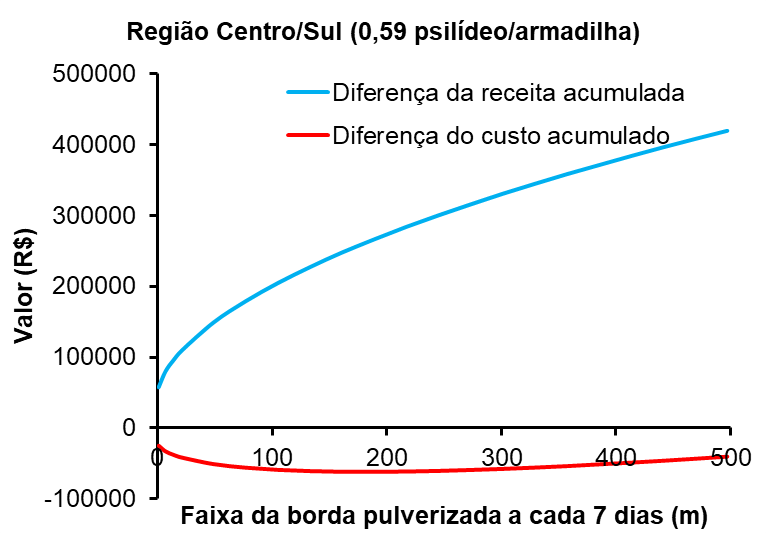 Região Centro/Sul (0,59 psilídeo/armadilha)
500000
Diferença da receita acumulada
400000
Diferença do custo acumulado
300000
Valor (R$)
200000
100000
0
0 100 200 300 400 500
-100000
Faixa da borda pulverizada a cada 7 dias (m)